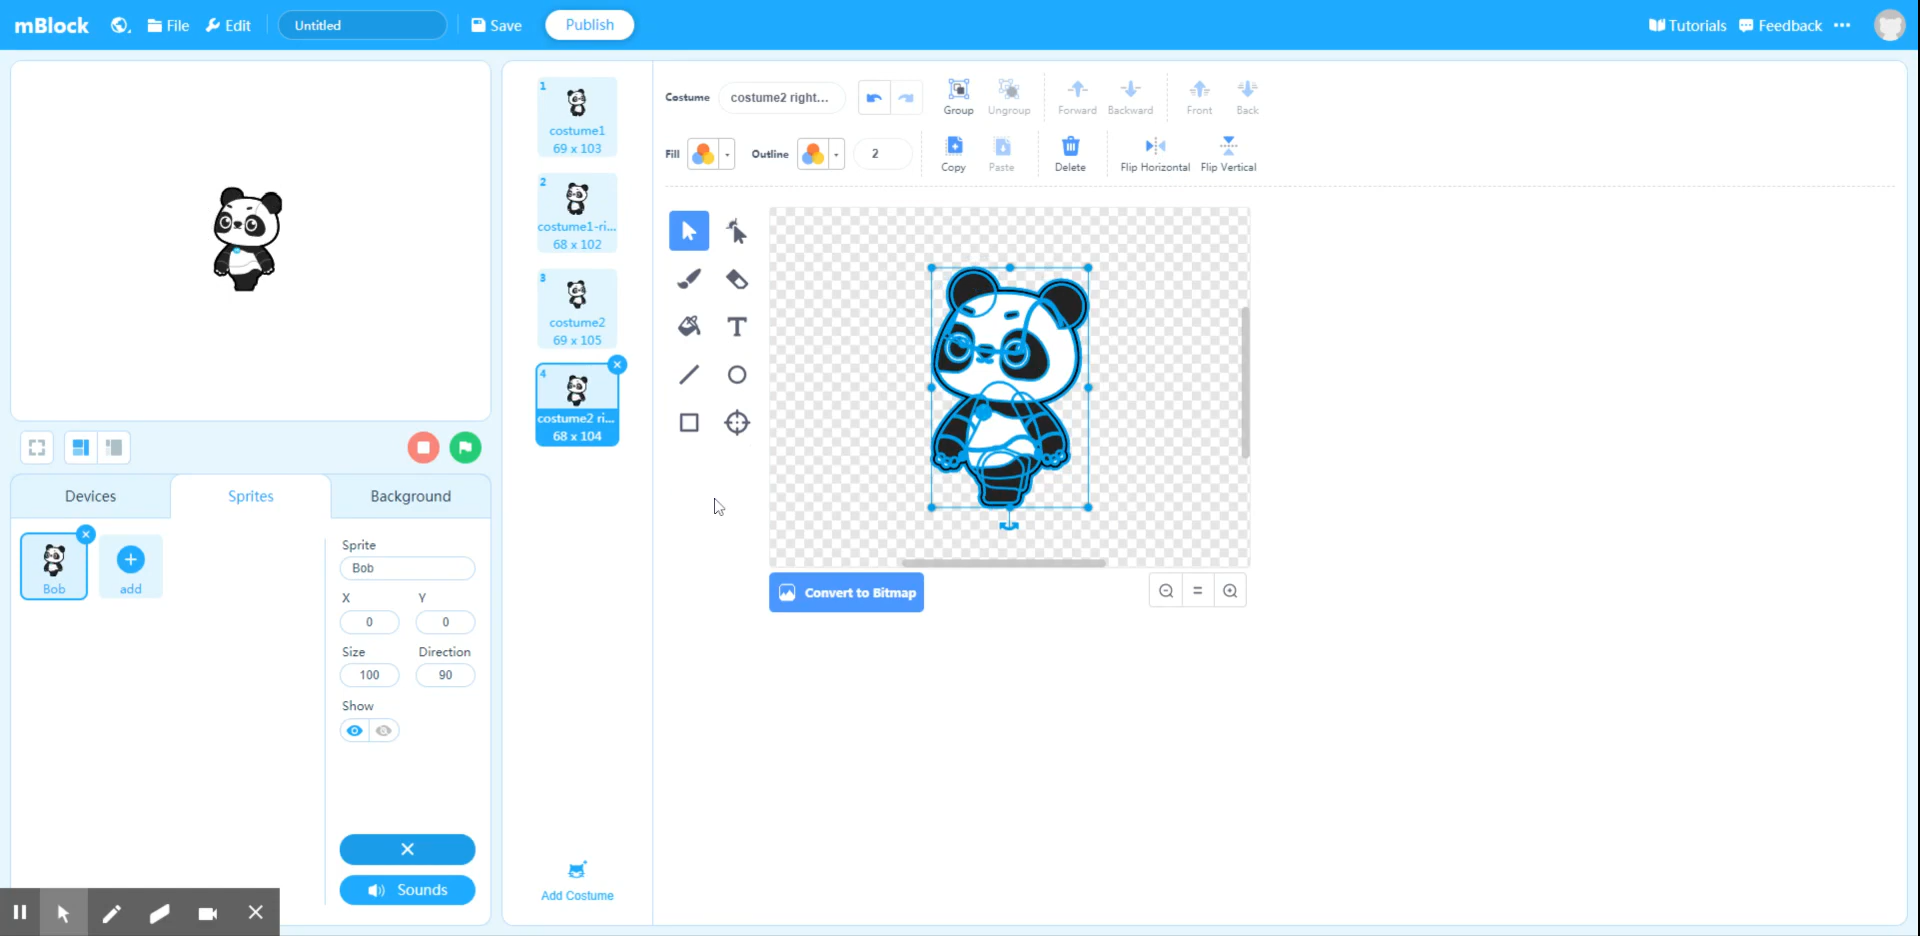 mBlock File Edit Untitled Save Publish Tutorials Feedback
1
costume1
69 x 103
2
costume1-ri...
68 x 102
3
costume2
69 x 105
4
costume2 ri...
68 x 104
Add Costume
Costume costume2 right... Group Ungroup Forward Backward Front Back
Fill Outline 2 Copy Paste Delete Flip Horizontal Flip Vertical
Convert to Bitmap
Devices Sprites Background
Bob
add
Sprite
Bob
X Y
0 0
Size Direction
100 90
Show
Sounds